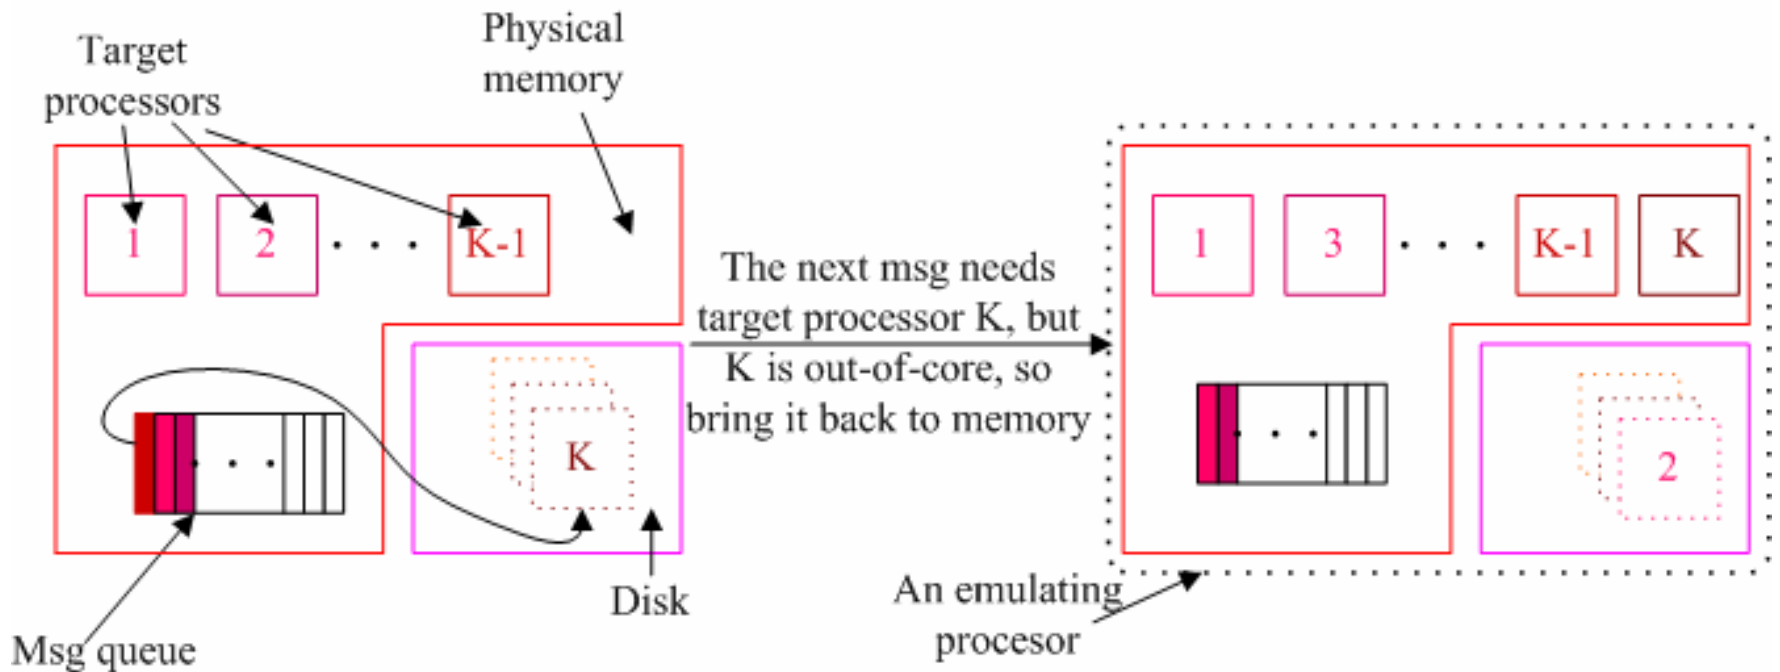 Target
processors
Physical
memory
1
2
K-1
K
Disk
Msg queue
The next msg needs
target processor K, but
K is out-of-core, so
bring it back to memory
1
3
K-1
K
2
An emulating
procesor